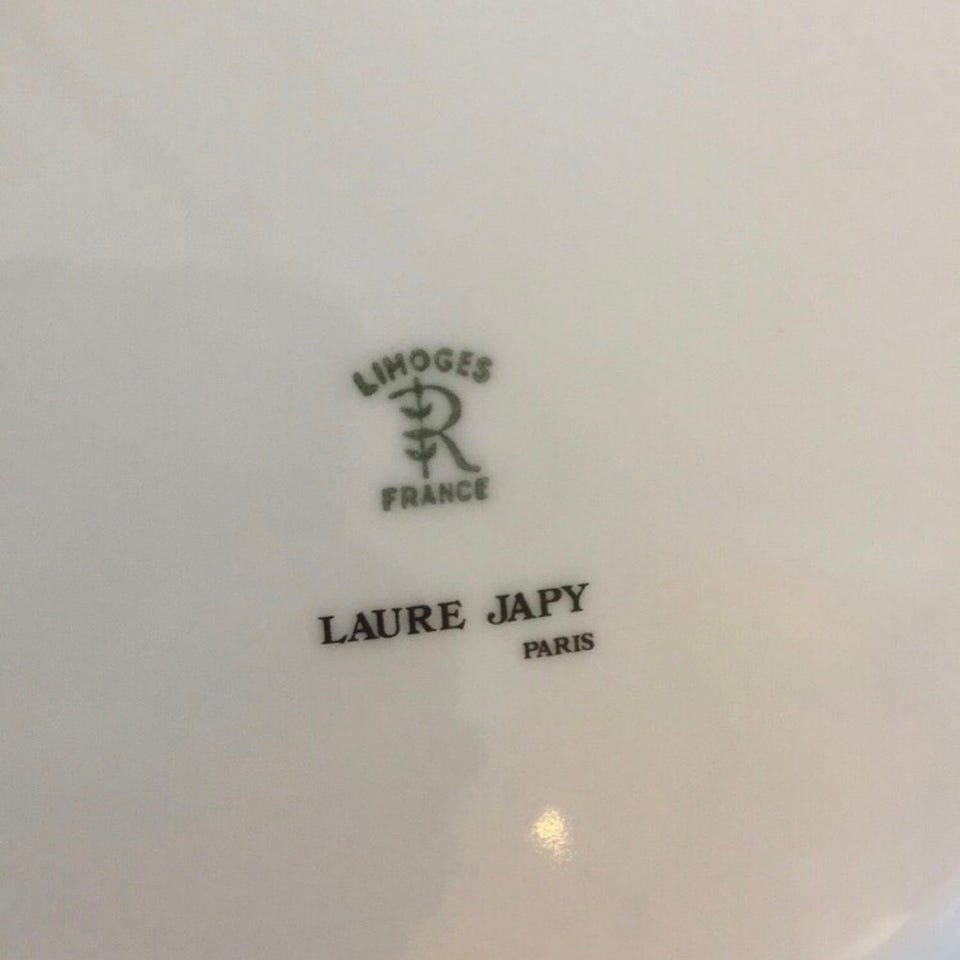 LIMOGES
R
FRANCE
LAURE JAPY
PARIS